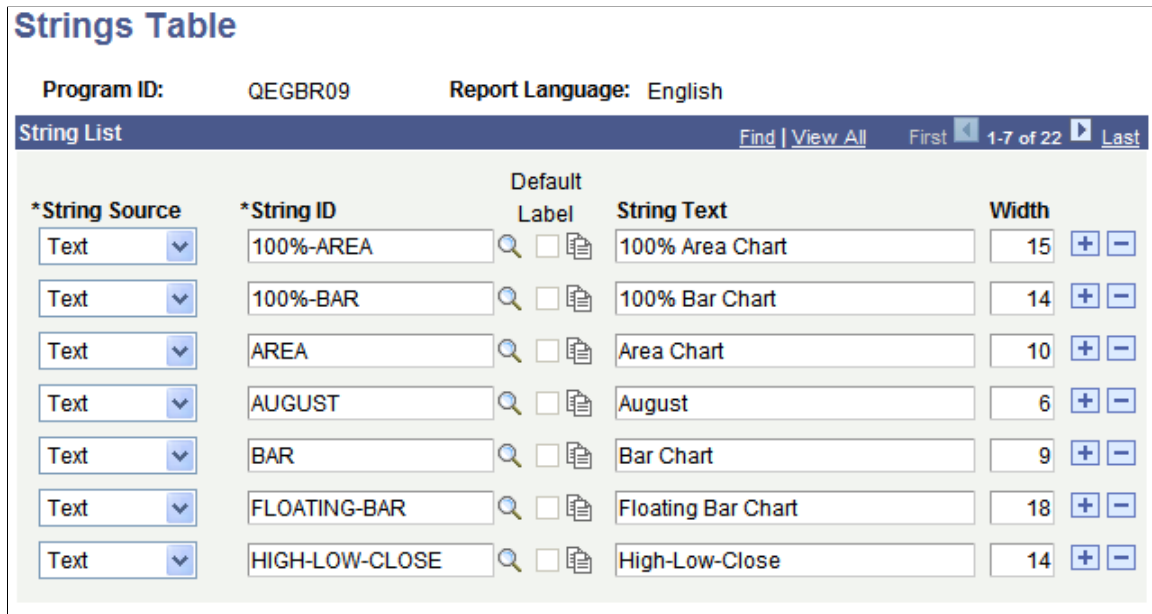 Strings Table
Program ID: QEGBR09 Report Language: English
String List Find | View All First 1-7 of 22 Last
*String Source *String ID Default Label String Text Width
Text 100%-AREA 100% Area Chart 15
Text 100%-BAR 100% Bar Chart 14
Text AREA Area Chart 10
Text AUGUST August 6
Text BAR Bar Chart 9
Text FLOATING-BAR Floating Bar Chart 18
Text HIGH-LOW-CLOSE High-Low-Close 14